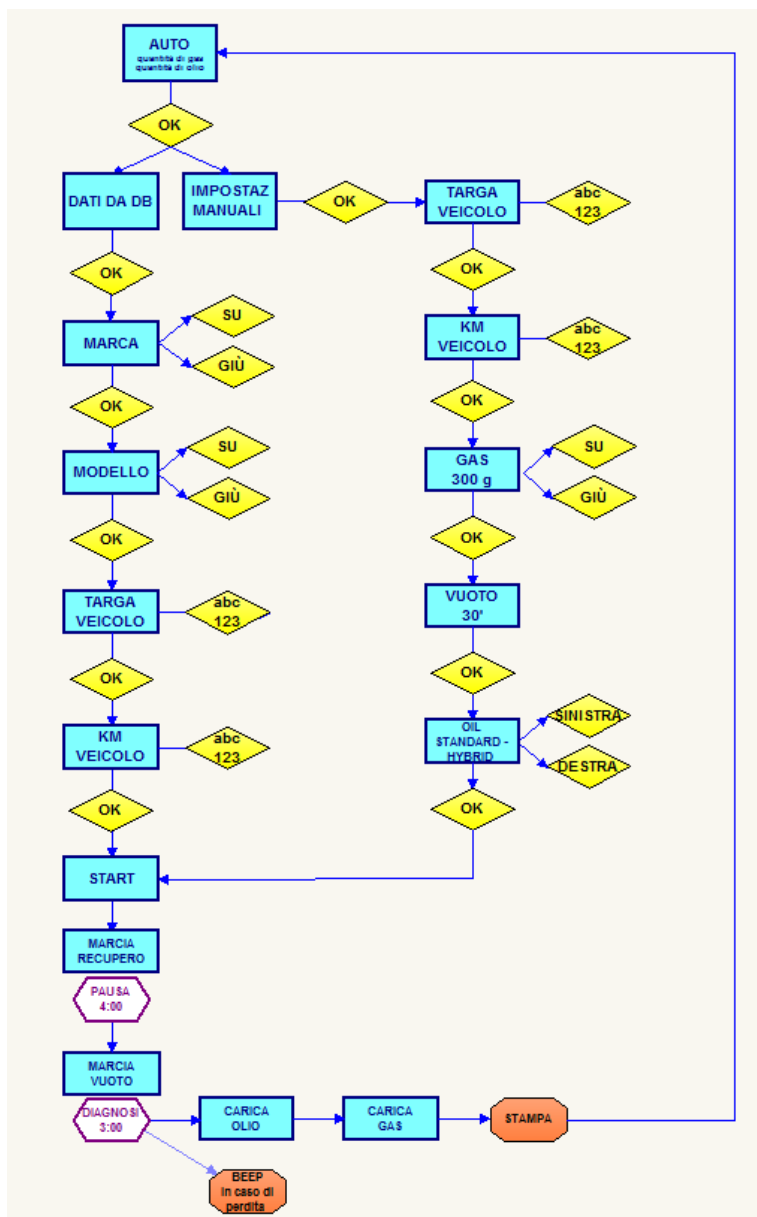 AUTO
quantità di gas
quantità di olio
OK
DATI DA DB
IMPOSTAZ
MANUALI
OK
TARGA
VEICOLO
abc
123
OK
OK
MARCA
SU
GIÙ
KM
VEICOLO
abc
123
OK
OK
MODELLO
SU
GIÙ
GAS
300 g
SU
GIÙ
OK
OK
TARGA
VEICOLO
abc
123
VUOTO
30'
OK
OK
KM
VEICOLO
abc
123
OIL
STANDARD -
HYBRID
SINISTRA
DESTRA
OK
OK
START
MARCIA
RECUPERO
PAUSA
4:00
MARCIA
VUOTO
DIAGNOSI
3:00
CARICA
OLIO
CARICA
GAS
STAMPA
BEEP
in caso di
perdita